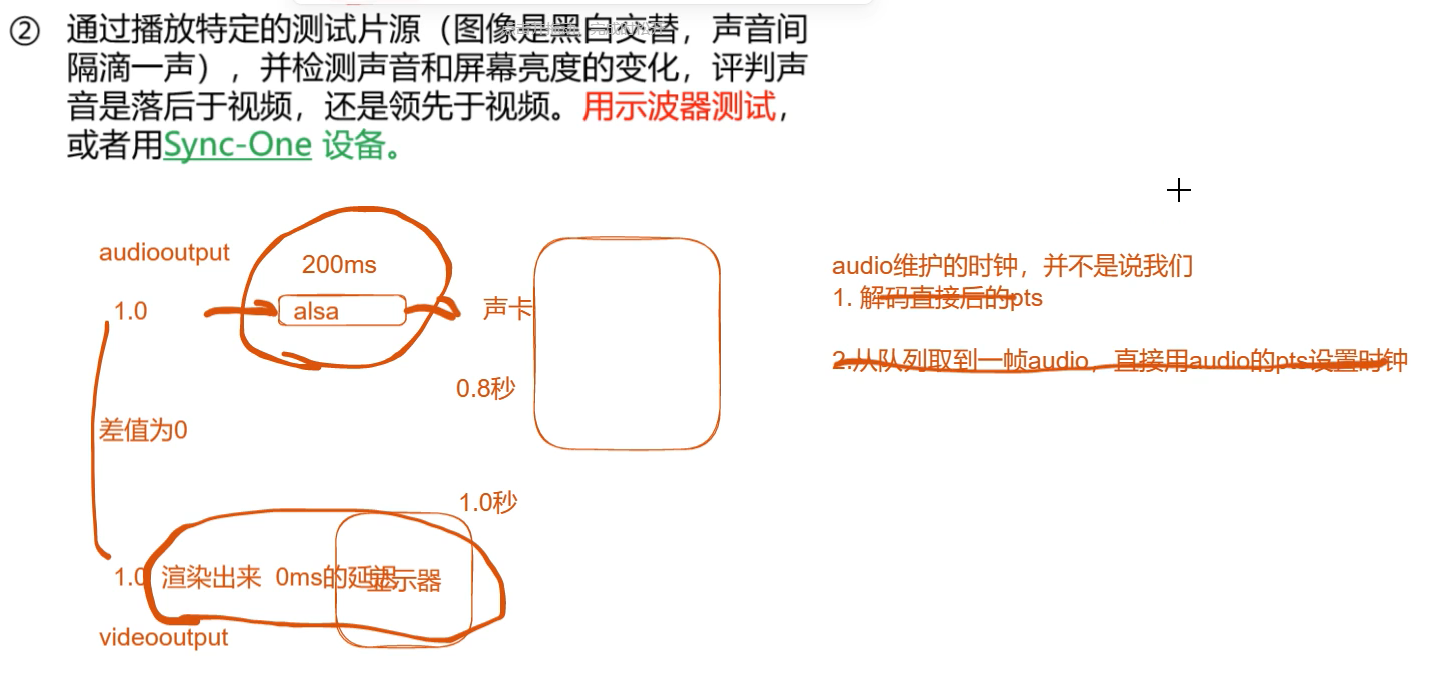 ② 通过播放特定的测试片源（图像是黑白交替，声音间
隔滴一声），并检测声音和屏幕亮度的变化，评判声
音是落后于视频，还是领先于视频。用示波器测试，
或者用Sync-One 设备。
audiooutput
200ms
1.0
alsa
声卡
0.8秒
差值为0
1.0秒
1.0
渲染出来 0ms的延迟
显示器
videooutput
audio维护的时钟，并不是说我们
1. 解码直接后的pts
2.从队列取到一帧audio，直接用audio的pts设置时钟